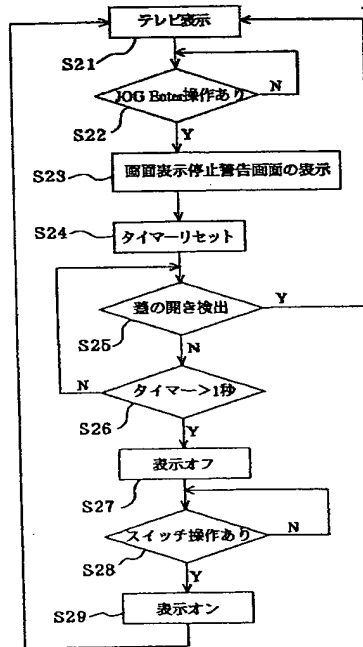 テレビ表示
S21
JOG Enter操作あり
N
S22
Y
S23
画面表示停止警告画面の表示
S24
タイマーリセット
蓋の開き検出
Y
S25
N
N
タイマー>1秒
S26
Y
表示オフ
S27
スイッチ操作あり
N
S28
Y
S29
表示オン